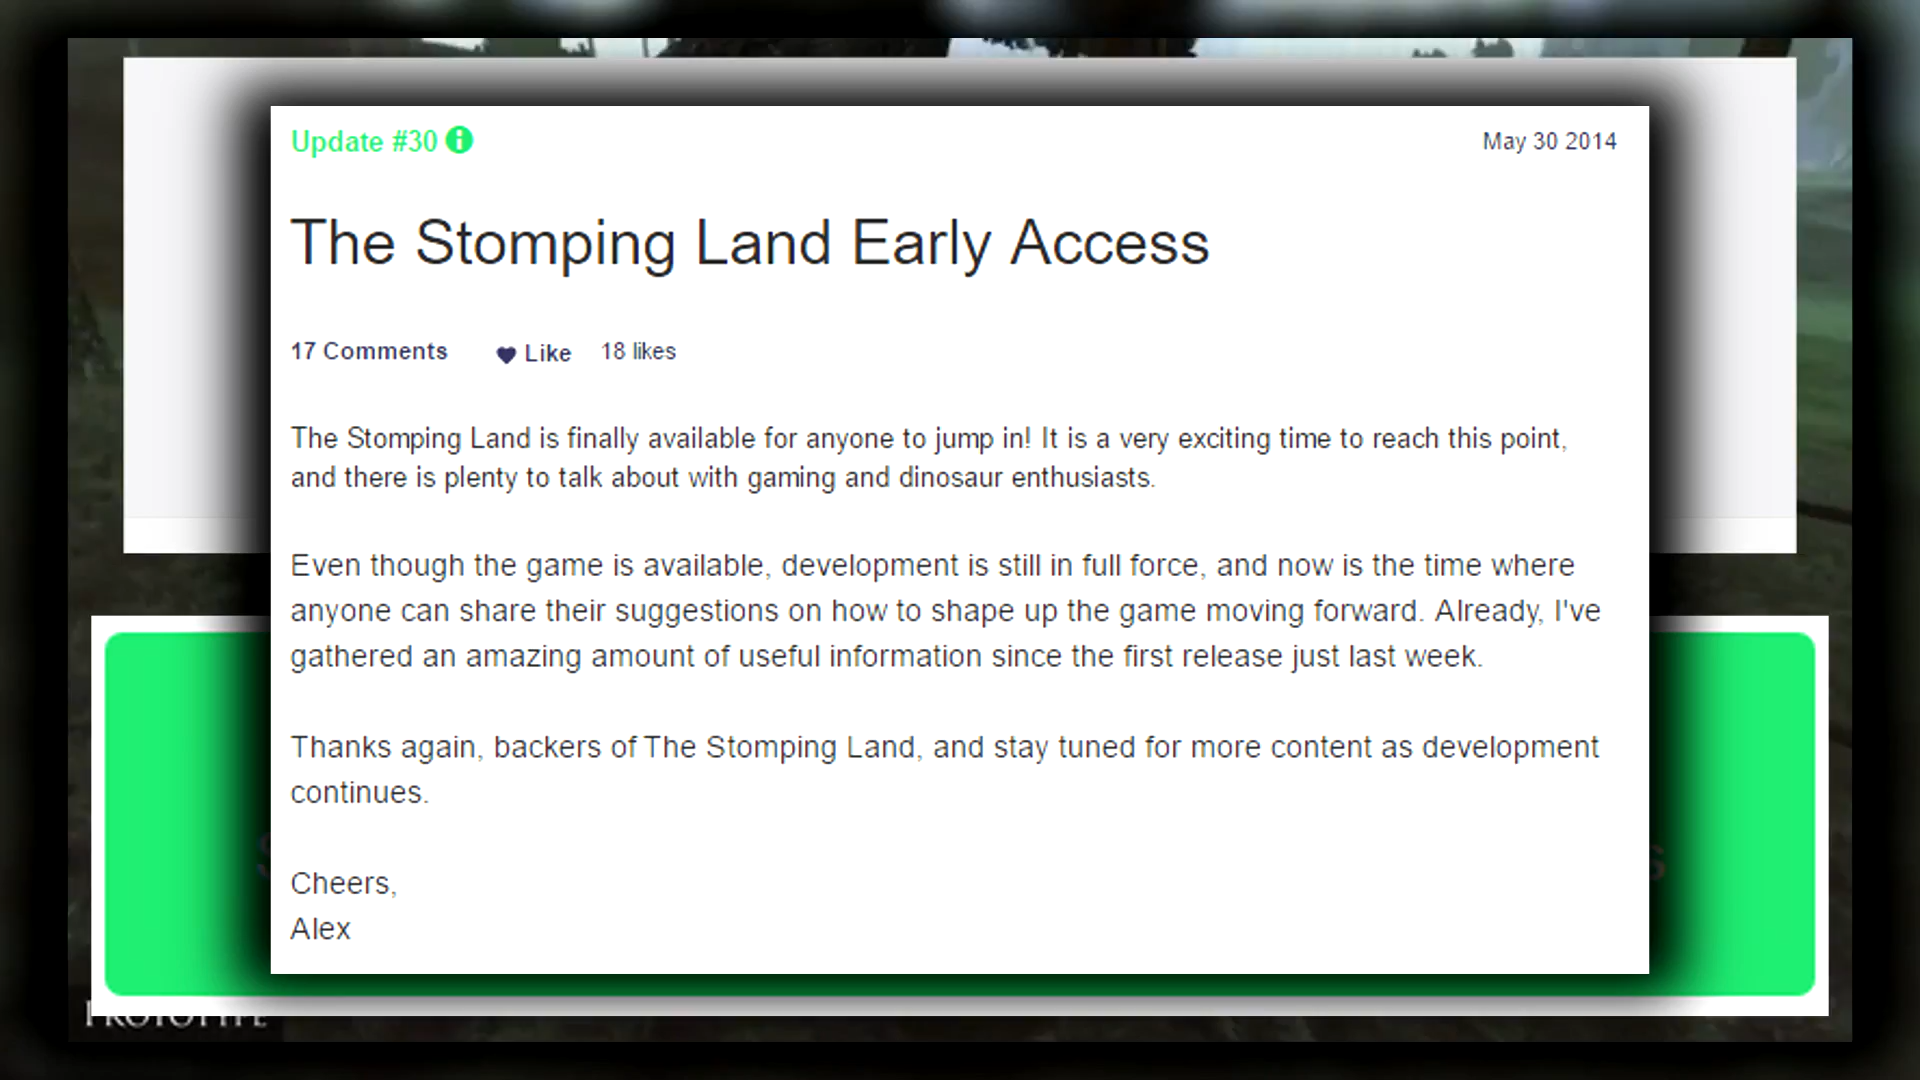 Update #30
May 30 2014
The Stomping Land Early Access
17 Comments Like 18 likes
The Stomping Land is finally available for anyone to jump in! It is a very exciting time to reach this point,
and there is plenty to talk about with gaming and dinosaur enthusiasts.
Even though the game is available, development is still in full force, and now is the time where
anyone can share their suggestions on how to shape up the game moving forward. Already, I've
gathered an amazing amount of useful information since the first release just last week.
Thanks again, backers of The Stomping Land, and stay tuned for more content as development
continues.
Cheers,
Alex
PROTOTYPE